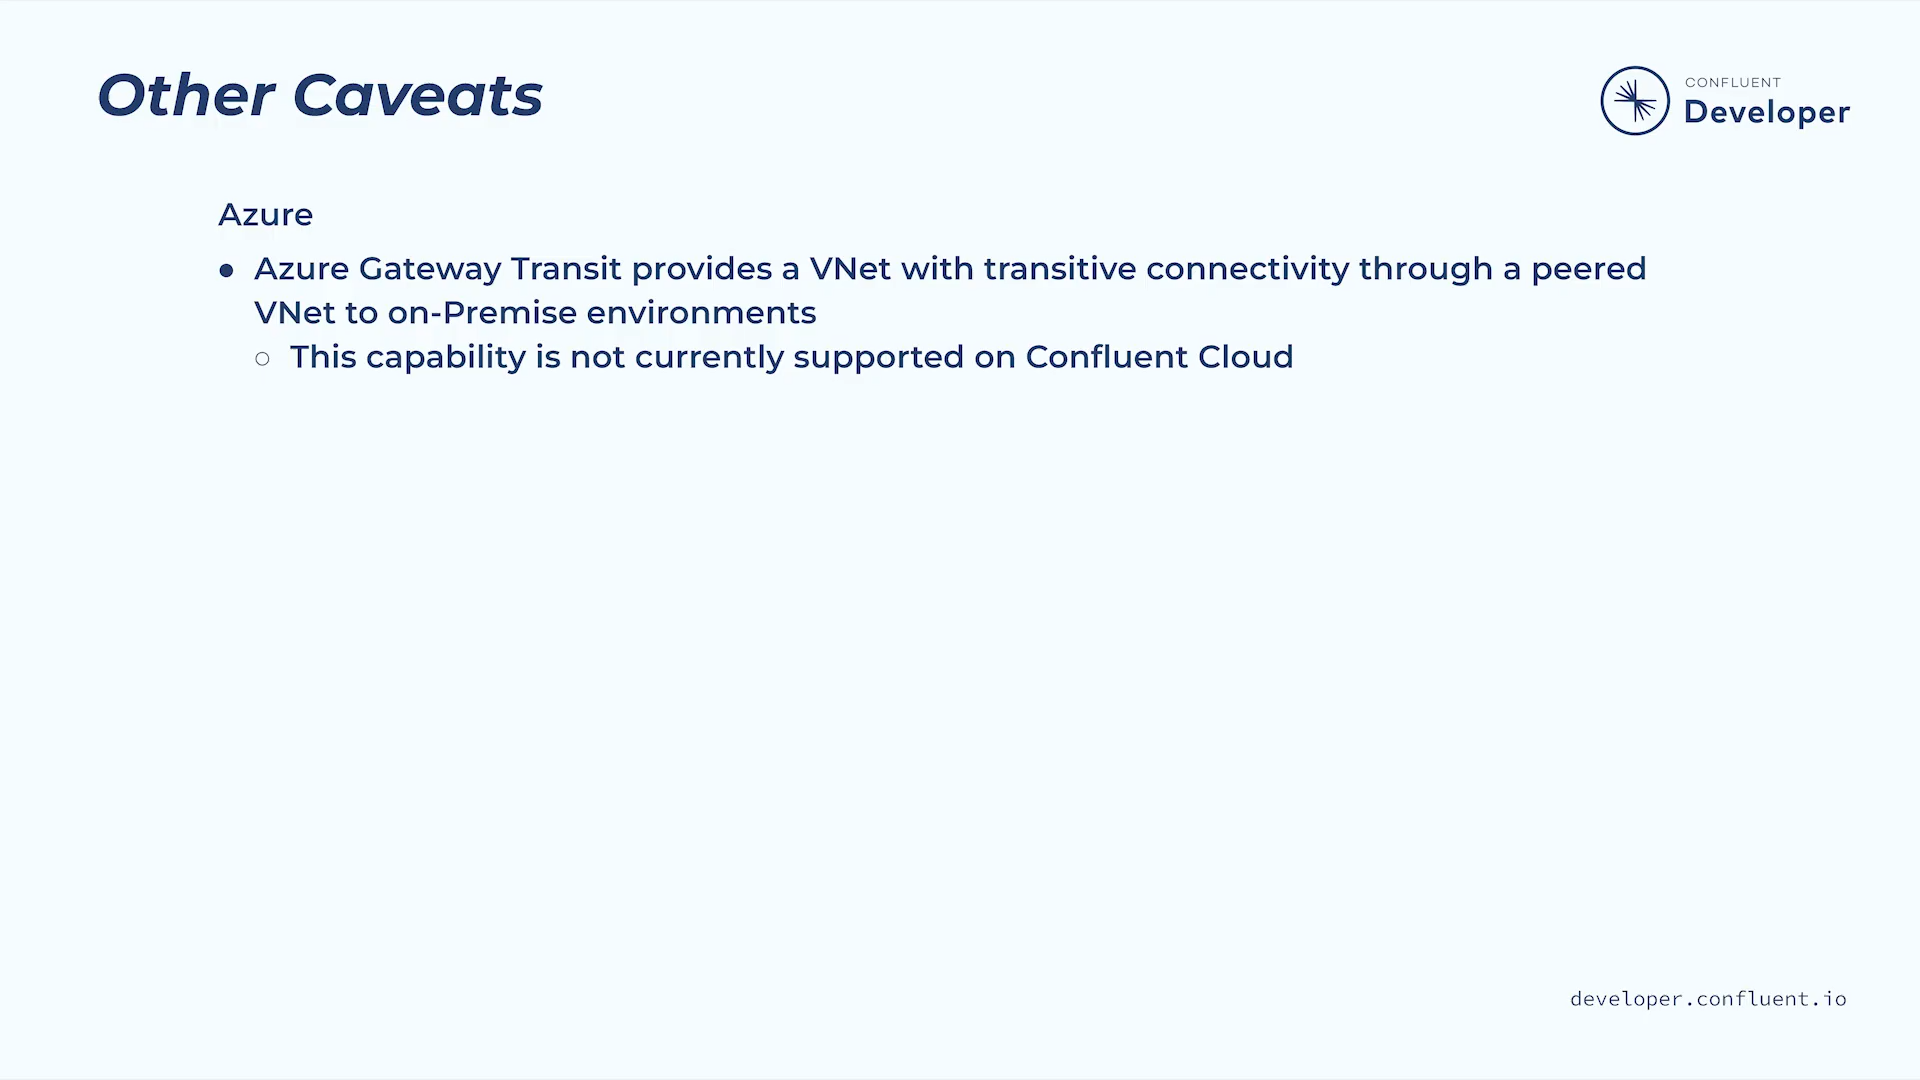 Other Caveats
CONFLUENT
Developer
Azure
● Azure Gateway Transit provides a VNet with transitive connectivity through a peered
VNet to on-Premise environments
○ This capability is not currently supported on Confluent Cloud
developer.confluent.io